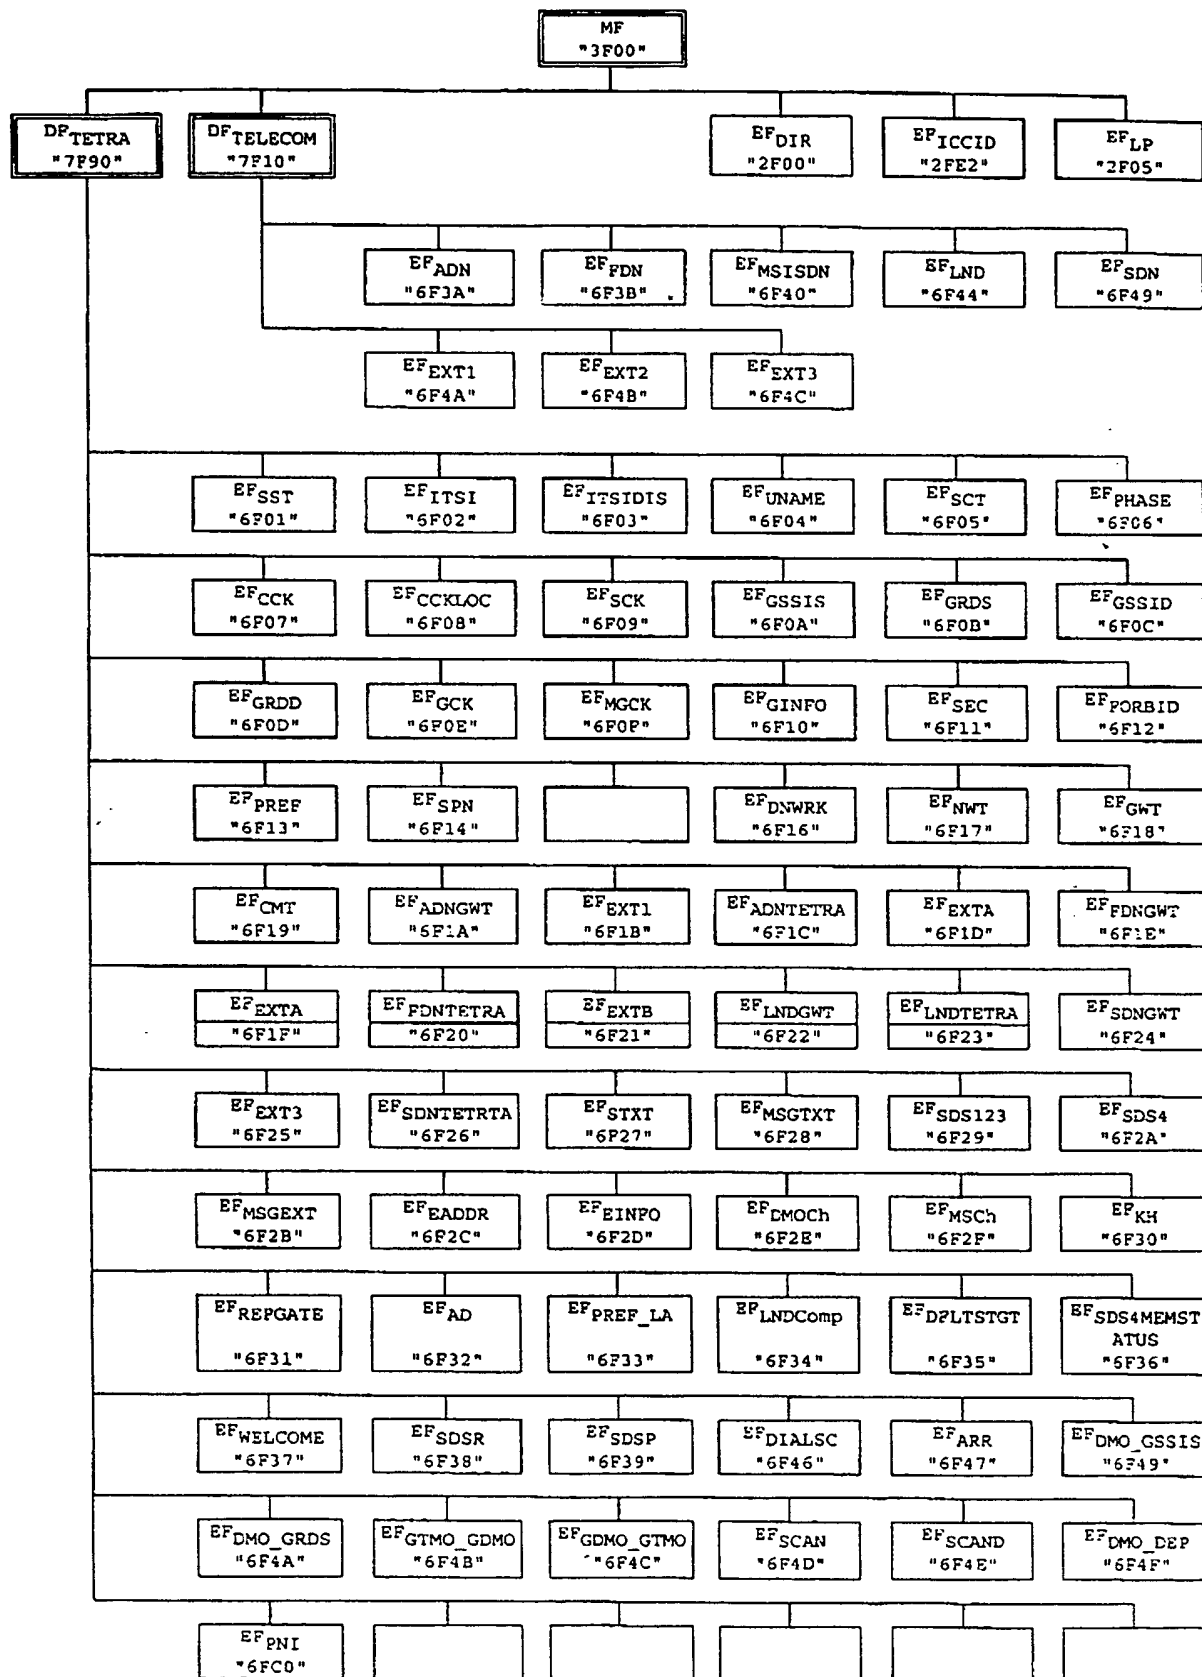 MF
"3F00"
DFTETRA
"7F90"
DFTELECOM
"7F10"
EFDIR
"2F00"
EFICCID
"2FE2"
EFLP
"2F05"
EFADN
"6F3A"
EFFDN
"6F3B"
EFMSISDN
"6F40"
EFLND
"6F44"
EFSDN
"6F49"
EFEXT1
"6F4A"
EFEXT2
"6F4B"
EFEXT3
"6F4C"
EFSST
"6F01"
EFITSI
"6F02"
EFITSIDIS
"6F03"
EFUNAME
"6F04"
EFSCT
"6F05"
EFPHASE
"6F06"
EFCCK
"6F07"
EFCCKLOC
"6F08"
EFSCK
"6F09"
EFGSSIS
"6F0A"
EFGRDS
"6F0B"
EFGSSID
"6F0C"
EFGRDD
"6F0D"
EFGCK
"6F0E"
EFMGCK
"6F0F"
EFGINFO
"6F10"
EFSEC
"6F11"
EFFORBID
"6F12"
EFPREF
"6F13"
EFSPN
"6F14"
EFDNWRK
"6F16"
EFNWT
"6F17"
EFGWT
"6F18"
EFCMT
"6F19"
EFADNGWT
"6F1A"
EFEXT1
"6F1B"
EFADNTETRA
"6F1C"
EFEXTA
"6F1D"
EFFDNGWT
"6F1E"
EFEXTA
"6F1F"
EFFDNTETRA
"6F20"
EFEXTB
"6F21"
EFLNDGWT
"6F22"
EFLNDTETRA
"6F23"
EFSDNGWT
"6F24"
EFEXT3
"6F25"
EFSDNTETRTA
"6F26"
EFSTXT
"6F27"
EFMSGTXT
"6F28"
EFSDS123
"6F29"
EFSDS4
"6F2A"
EFMSGEXT
"6F2B"
EFEADDR
"6F2C"
EFEINFO
"6F2D"
EFDMOCh
"6F2E"
EFMSCh
"6F2F"
EFKH
"6F30"
EFREPGATE
"6F31"
EFAD
"6F32"
EFPREF_LA
"6F33"
EFLNDComp
"6F34"
EFDFLTSTGT
"6F35"
EFSDS4MEMST
ATUS
"6F36"
EFWELCOME
"6F37"
EFSDSR
"6F38"
EFSDSP
"6F39"
EFDIALSC
"6F46"
EFARR
"6F47"
EFDMO_GSSIS
"6F49"
EFDMO_GRDS
"6F4A"
EFGTMO_GDMO
"6F4B"
EFGDMO_GTMO
"6F4C"
EFSCAN
"6F4D"
EFSCAND
"6F4E"
EFDMO_DEP
"6F4F"
EFPNI
"6FC0"